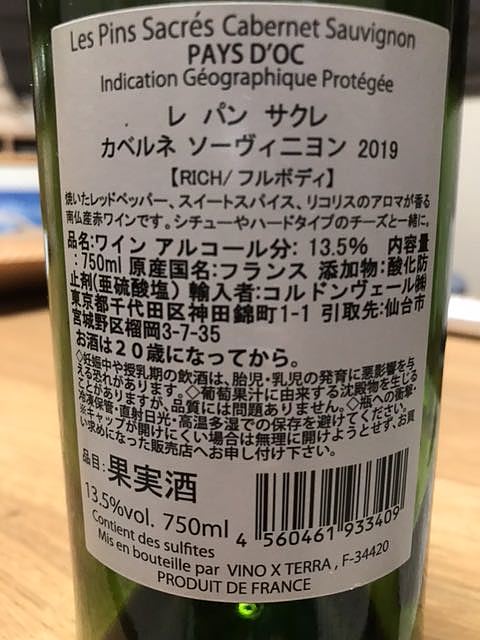 Les Pins Sacrés Cabernet Sauvignon
PAYS D'OC
Indication Géographique Protégée
レ パン サクレ
カベルネ ソーヴィニヨン 2019
【RICH/ フルボディ】
焼いたレッドペッパー、スイートスパイス、リコリスのアロマが香る
南仏産赤ワインです。シチューやハードタイプのチーズと一緒に。
品名:ワイン アルコール分: 13.5% 内容量
: 750ml 原産国名:フランス 添加物:酸化防
止剤(亜硫酸塩) 輸入者:コルドンヴェール㈱
東京都千代田区神田錦町1-1 引取先:仙台市
宮城野区榴岡3-7-35
お酒は20歳になってから。
◇妊娠中や授乳期の飲酒は、胎児・乳児の発育に悪影響を与
える恐れがあります。◇葡萄果汁に由来する沈殿物を生じる
ことがありますが、品質には問題ありません。◇瓶への衝撃・
冷凍保管・直射日光・高温多湿での保存を避けてください。
※キャップが開けにくい場合は無理に開けようとせず、お買
い求めになった販売店へお申し付け下さい。
品目:果実酒
13.5%vol. 750ml
4 560461 933409
Contient des sulfites
Mis en bouteille par VINO X TERRA , F-34420
PRODUIT DE FRANCE